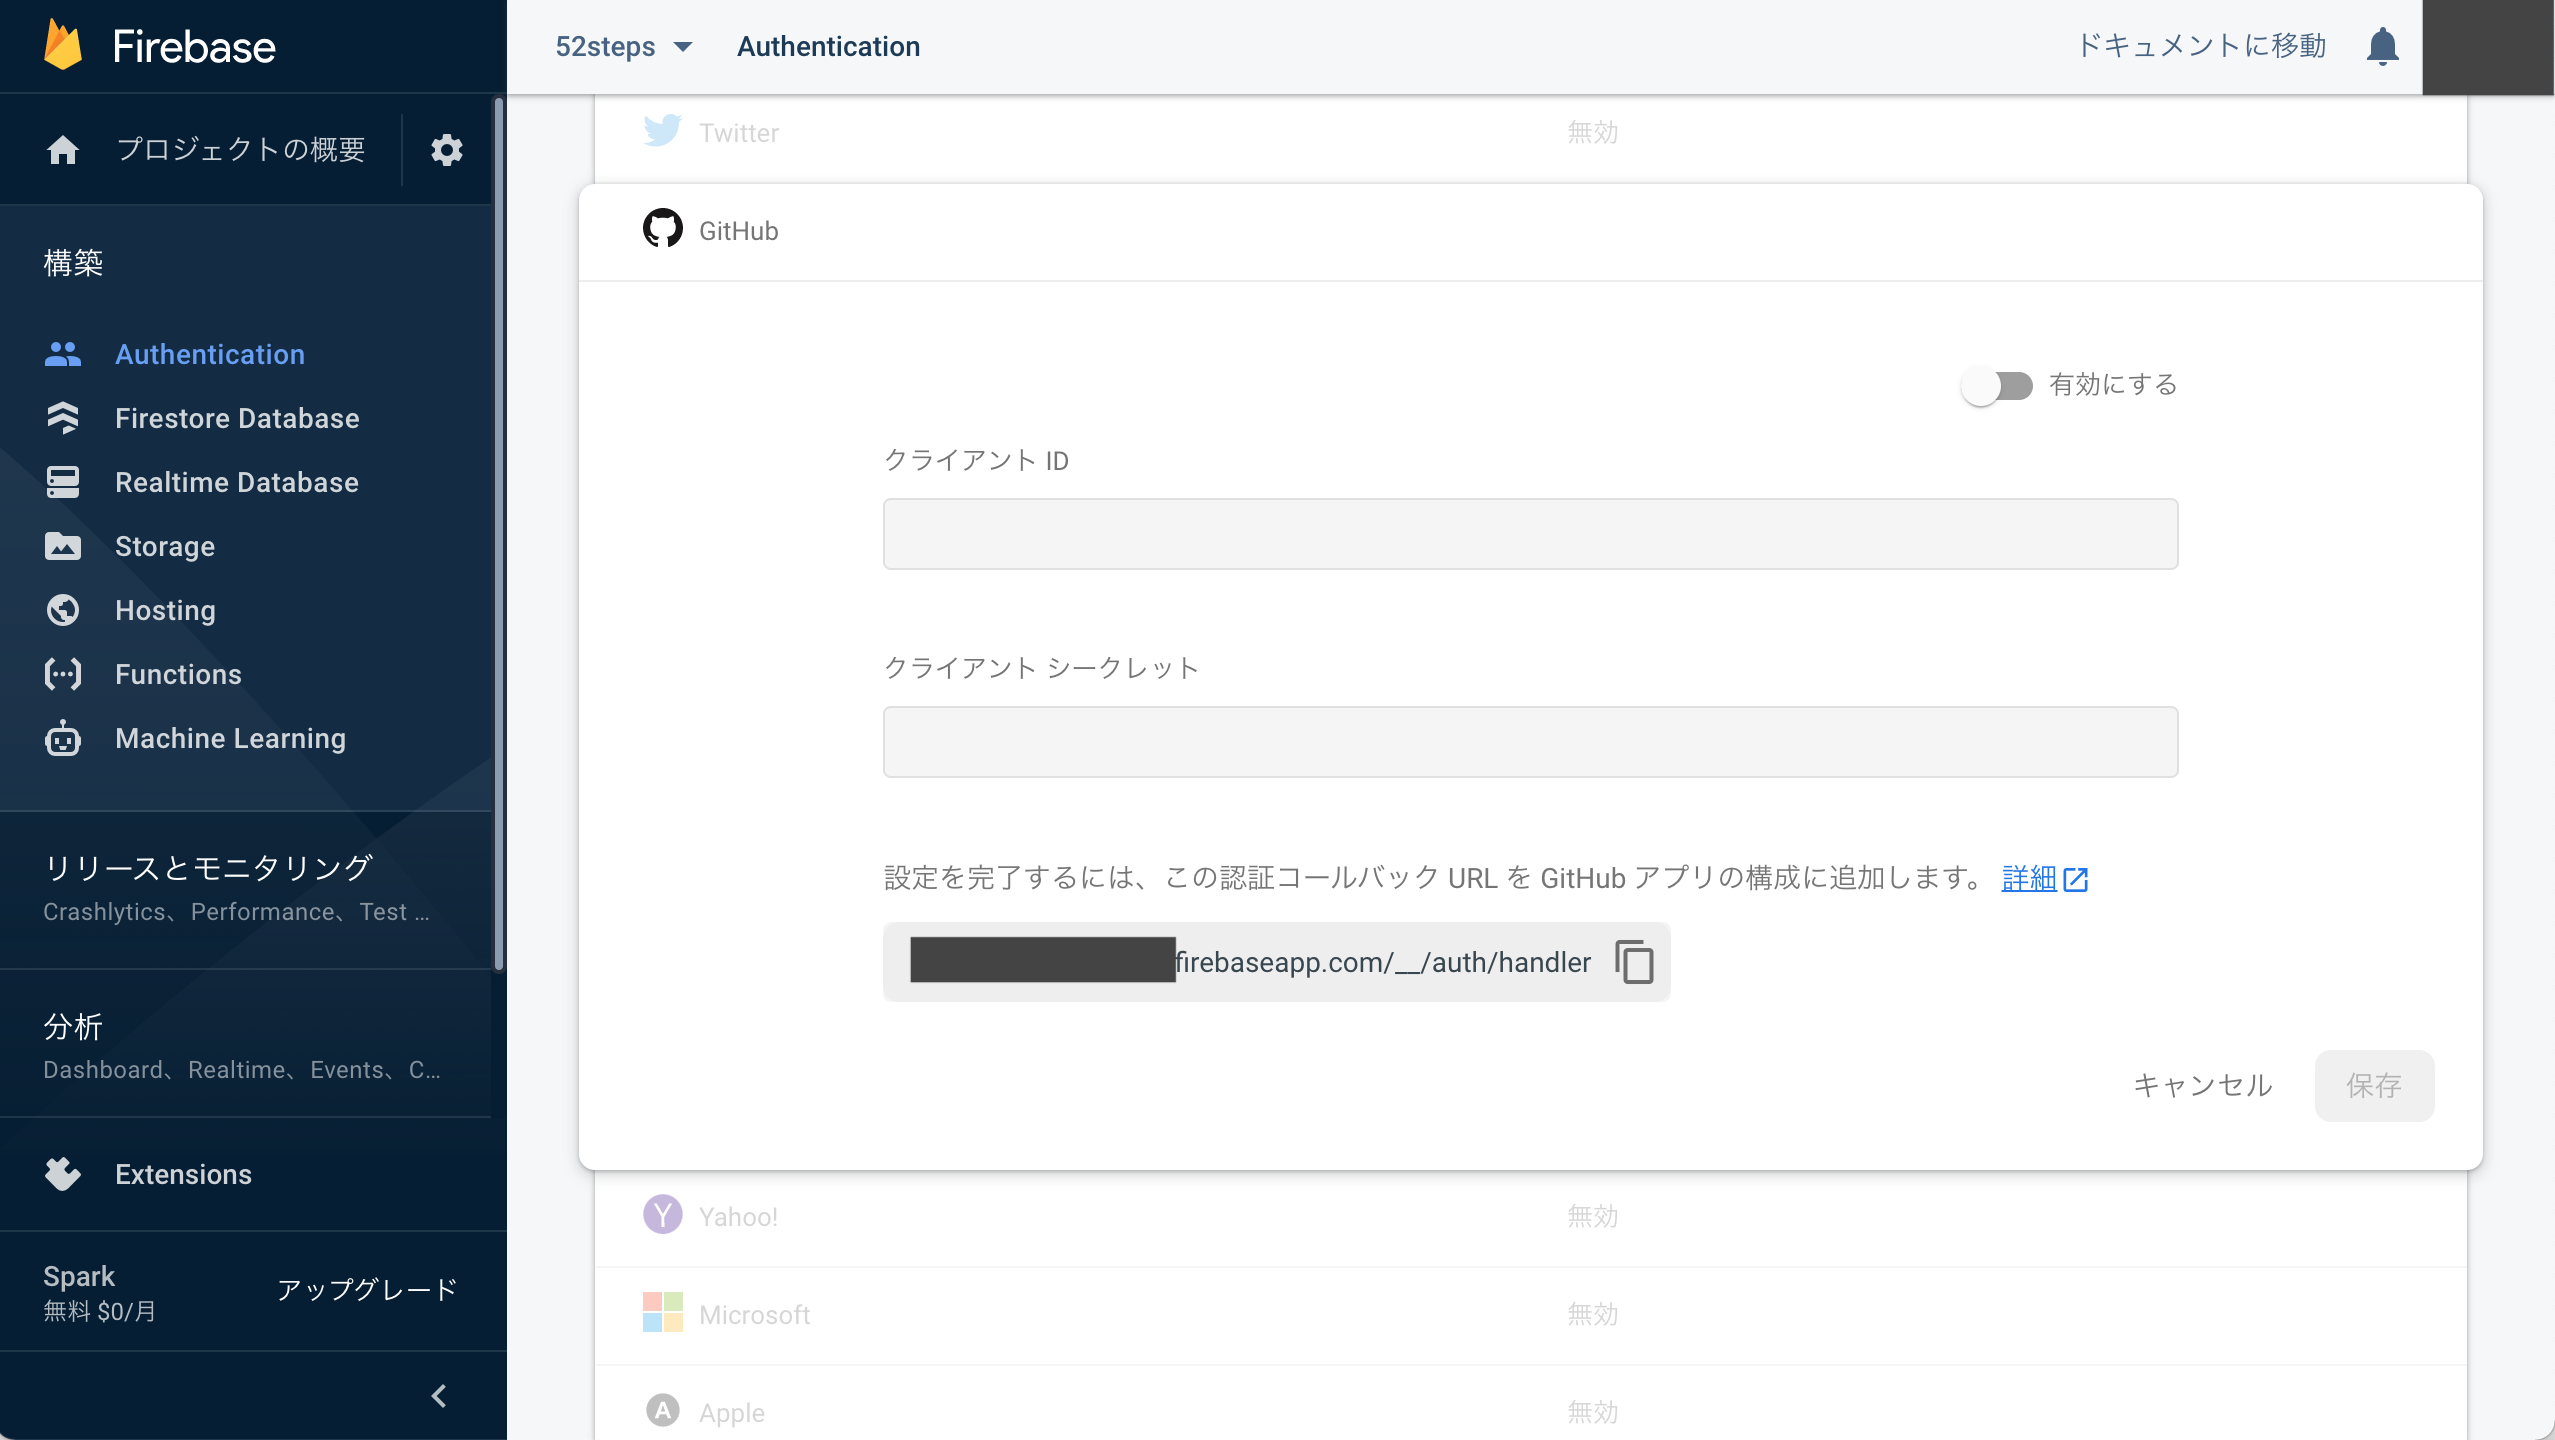 Firebase
プロジェクトの概要
構築
Authentication
Firestore Database
Realtime Database
Storage
Hosting
Functions
Machine Learning
リリースとモニタリング
Crashlytics、Performance、Test ...
分析
Dashboard、Realtime、Events、C...
Extensions
Spark
無料 $0/月
アップグレード
52steps
Authentication
ドキュメントに移動
Twitter 無効
GitHub
有効にする
クライアント ID
クライアント シークレット
設定を完了するには、この認証コールバック URL を GitHub アプリの構成に追加します。 詳細
firebaseapp.com/__/auth/handler
キャンセル 保存
Yahoo! 無効
Microsoft 無効
Apple 無効